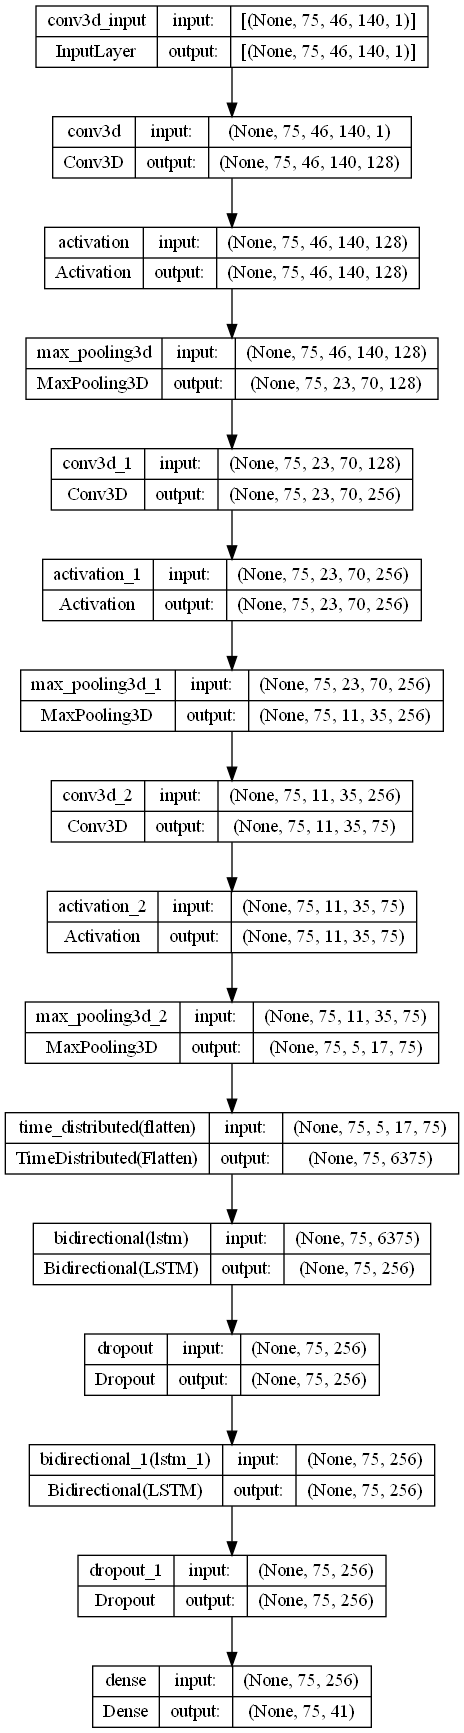 conv3d_input input: [(None, 75, 46, 140, 1)]
InputLayer output: [(None, 75, 46, 140, 1)]
conv3d input: (None, 75, 46, 140, 1)
Conv3D output: (None, 75, 46, 140, 128)
activation input: (None, 75, 46, 140, 128)
Activation output: (None, 75, 46, 140, 128)
max_pooling3d input: (None, 75, 46, 140, 128)
MaxPooling3D output: (None, 75, 23, 70, 128)
conv3d_1 input: (None, 75, 23, 70, 128)
Conv3D output: (None, 75, 23, 70, 256)
activation_1 input: (None, 75, 23, 70, 256)
Activation output: (None, 75, 23, 70, 256)
max_pooling3d_1 input: (None, 75, 23, 70, 256)
MaxPooling3D output: (None, 75, 11, 35, 256)
conv3d_2 input: (None, 75, 11, 35, 256)
Conv3D output: (None, 75, 11, 35, 75)
activation_2 input: (None, 75, 11, 35, 75)
Activation output: (None, 75, 11, 35, 75)
max_pooling3d_2 input: (None, 75, 11, 35, 75)
MaxPooling3D output: (None, 75, 5, 17, 75)
time_distributed(flatten) input: (None, 75, 5, 17, 75)
TimeDistributed(Flatten) output: (None, 75, 6375)
bidirectional(lstm) input: (None, 75, 6375)
Bidirectional(LSTM) output: (None, 75, 256)
dropout input: (None, 75, 256)
Dropout output: (None, 75, 256)
bidirectional_1(lstm_1) input: (None, 75, 256)
Bidirectional(LSTM) output: (None, 75, 256)
dropout_1 input: (None, 75, 256)
Dropout output: (None, 75, 256)
dense input: (None, 75, 256)
Dense output: (None, 75, 41)